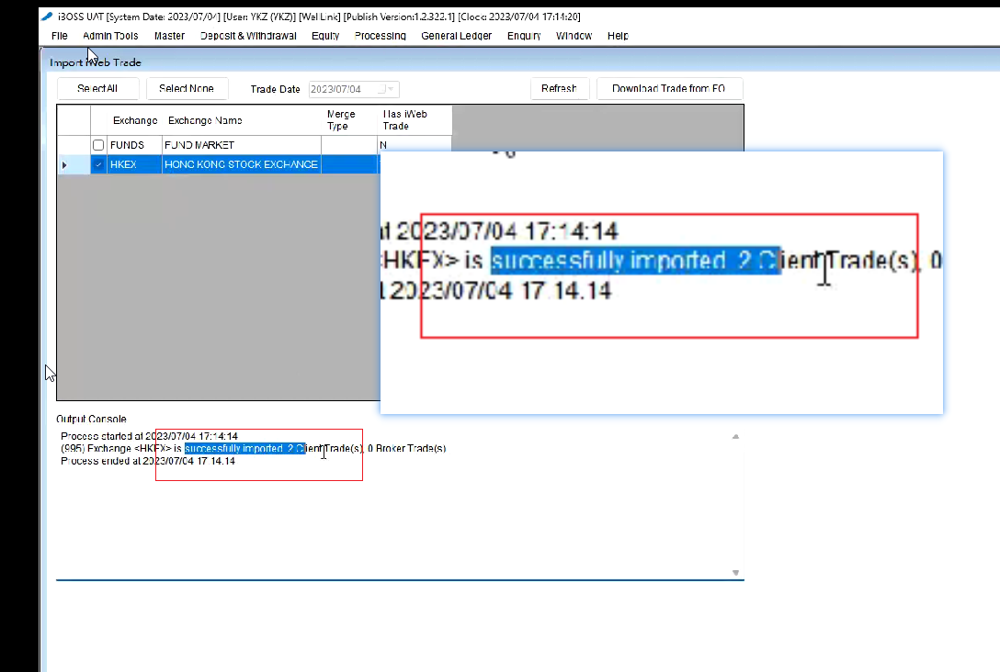 iBOSS UAT [System Date: 2023/07/04] [User: YKZ (YKZ)] [Wel Link] [Publish Version:1.2.322.1] [Clock: 2023/07/04 17:14:20]
File Admin Tools Master Deposit & Withdrawal Equity Processing General Ledger Enquiry Window Help
Import iWeb Trade
Select All Select None Trade Date 2023/07/04 Refresh Download Trade from FO
Exchange Exchange Name Merge Type Has iWeb Trade
FUNDS FUND MARKET N
HKEX HONG KONG STOCK EXCHANGE
at 2023/07/04 17:14:14
<HKEX> is successfully imported. 2 Client Trade(s), 0
2023/07/04 17:14:14
Output Console
Process started at 2023/07/04 17:14:14
(995) Exchange <HKEX> is successfully imported. 2 Client Trade(s), 0 Broker Trade(s)
Process ended at 2023/07/04 17:14:14